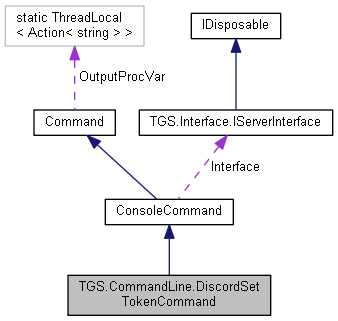 static ThreadLocal
< Action< string > >
IDisposable
OutputProcVar
Command
TGS.Interface.IServerInterface
Interface
ConsoleCommand
TGS.CommandLine.DiscordSet
TokenCommand